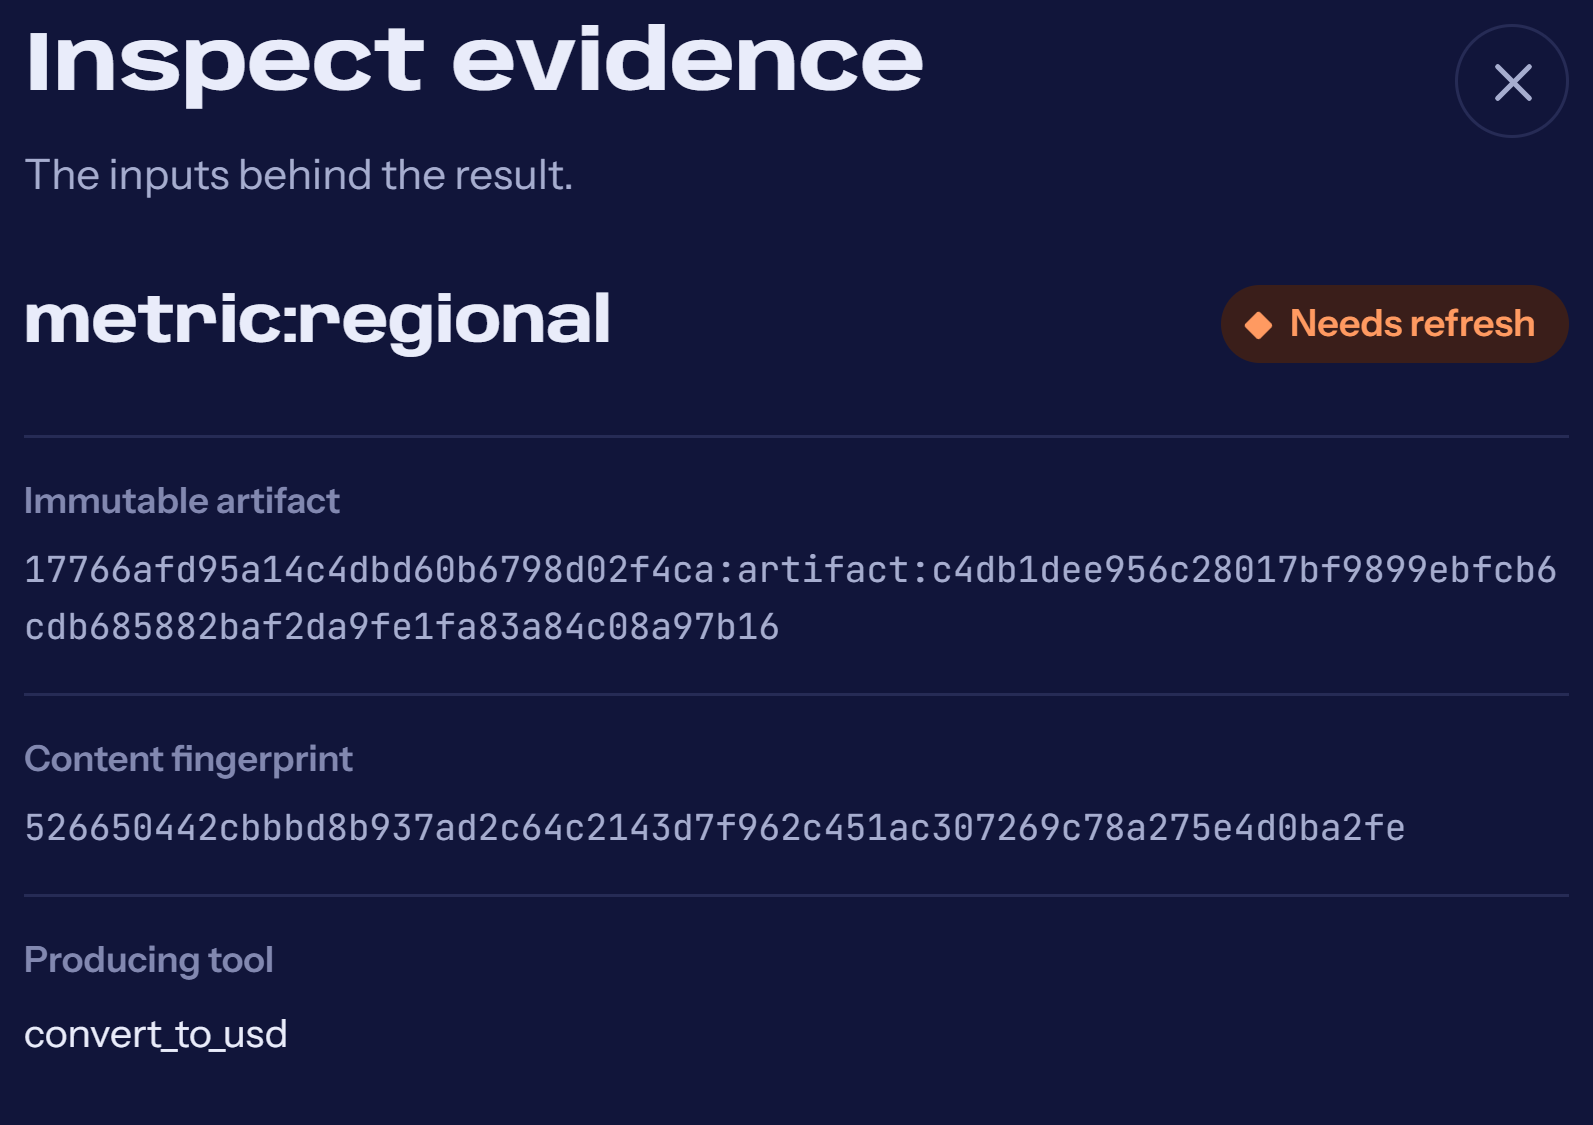 Inspect evidence
The inputs behind the result.
metric:regional
Needs refresh
Immutable artifact
17766afd95a14c4dbd60b6798d02f4ca:artifact:c4db1dee956c28017bf9899ebfcb6
cdb685882baf2da9fe1fa83a84c08a97b16
Content fingerprint
526650442cbbbd8b937ad2c64c2143d7f962c451ac307269c78a275e4d0ba2fe
Producing tool
convert_to_usd